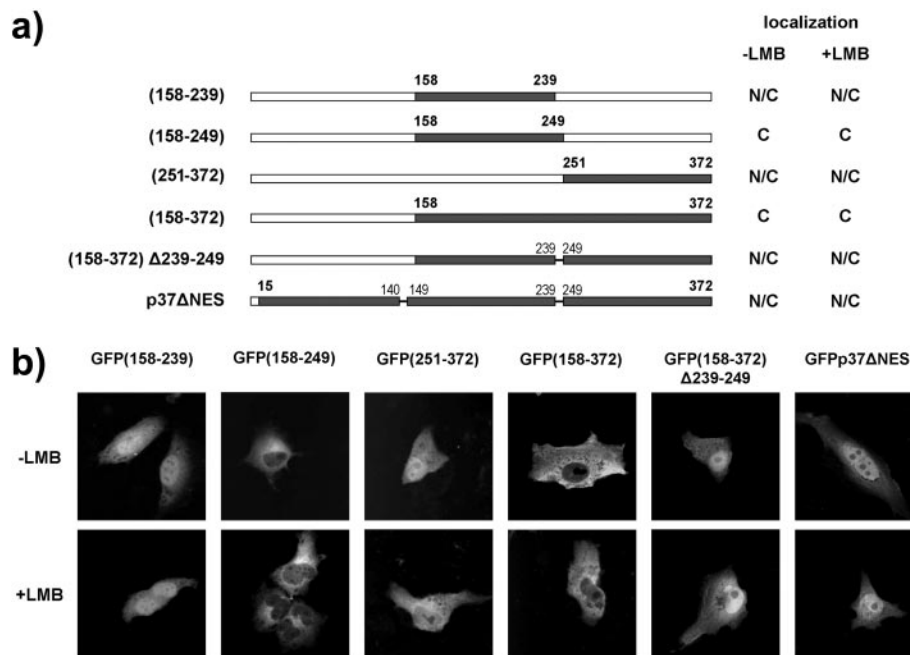 a)
localization
-LMB +LMB
158 239
(158-239) N/C N/C
158 249
(158-249) C C
251 372
(251-372) N/C N/C
158 372
(158-372) C C
239 249
(158-372) Δ239-249 N/C N/C
15 140 149 239 249 372
p37ΔNES N/C N/C
b)
GFP(158-239) GFP(158-249) GFP(251-372) GFP(158-372) GFP(158-372) GFPp37ΔNES
Δ239-249
-LMB
+LMB